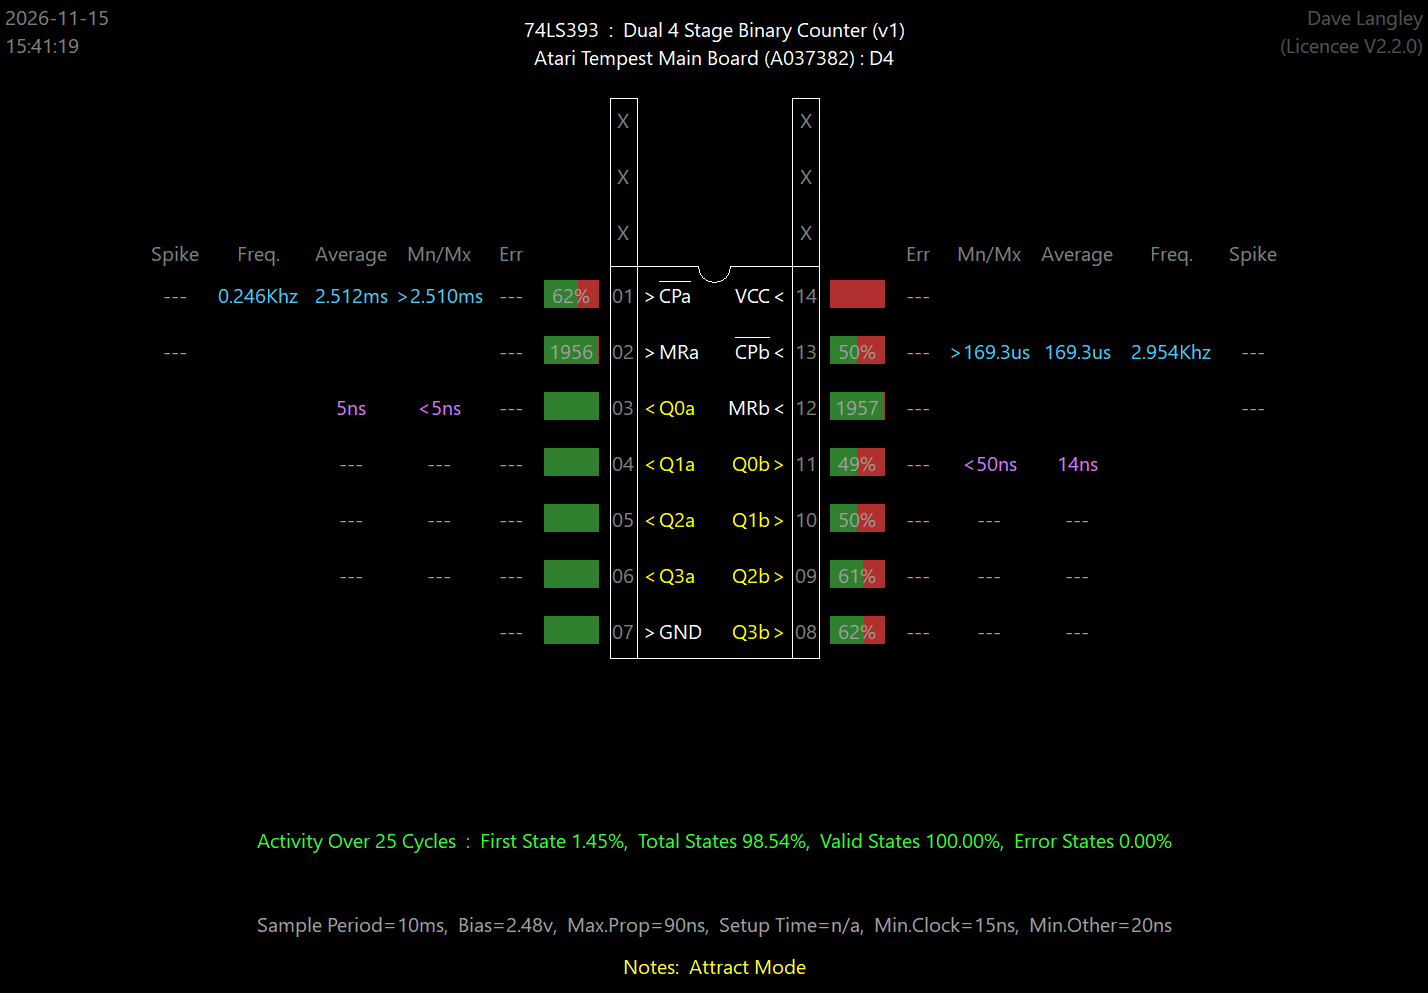 2026-11-15
15:41:19
74LS393 : Dual 4 Stage Binary Counter (v1)
Atari Tempest Main Board (A037382) : D4
Dave Langley
(Licencee V2.2.0)
X X
X X
X X
Spike Freq. Average Mn/Mx Err Err Mn/Mx Average Freq. Spike
--- 0.246Khz 2.512ms >2.510ms --- 62% 01 >CPa VCC< 14 ---
--- --- 1956 02 >MRa CPb< 13 50% --- >169.3us 169.3us 2.954Khz ---
5ns <5ns --- 03 <Q0a MRb< 12 1957 --- ---
--- --- --- 04 <Q1a Q0b> 11 49% --- <50ns 14ns
--- --- --- 05 <Q2a Q1b> 10 50% --- --- ---
--- --- --- 06 <Q3a Q2b> 09 61% --- --- ---
--- 07 >GND Q3b> 08 62% --- --- ---
Activity Over 25 Cycles : First State 1.45%, Total States 98.54%, Valid States 100.00%, Error States 0.00%
Sample Period=10ms, Bias=2.48v, Max.Prop=90ns, Setup Time=n/a, Min.Clock=15ns, Min.Other=20ns
Notes: Attract Mode